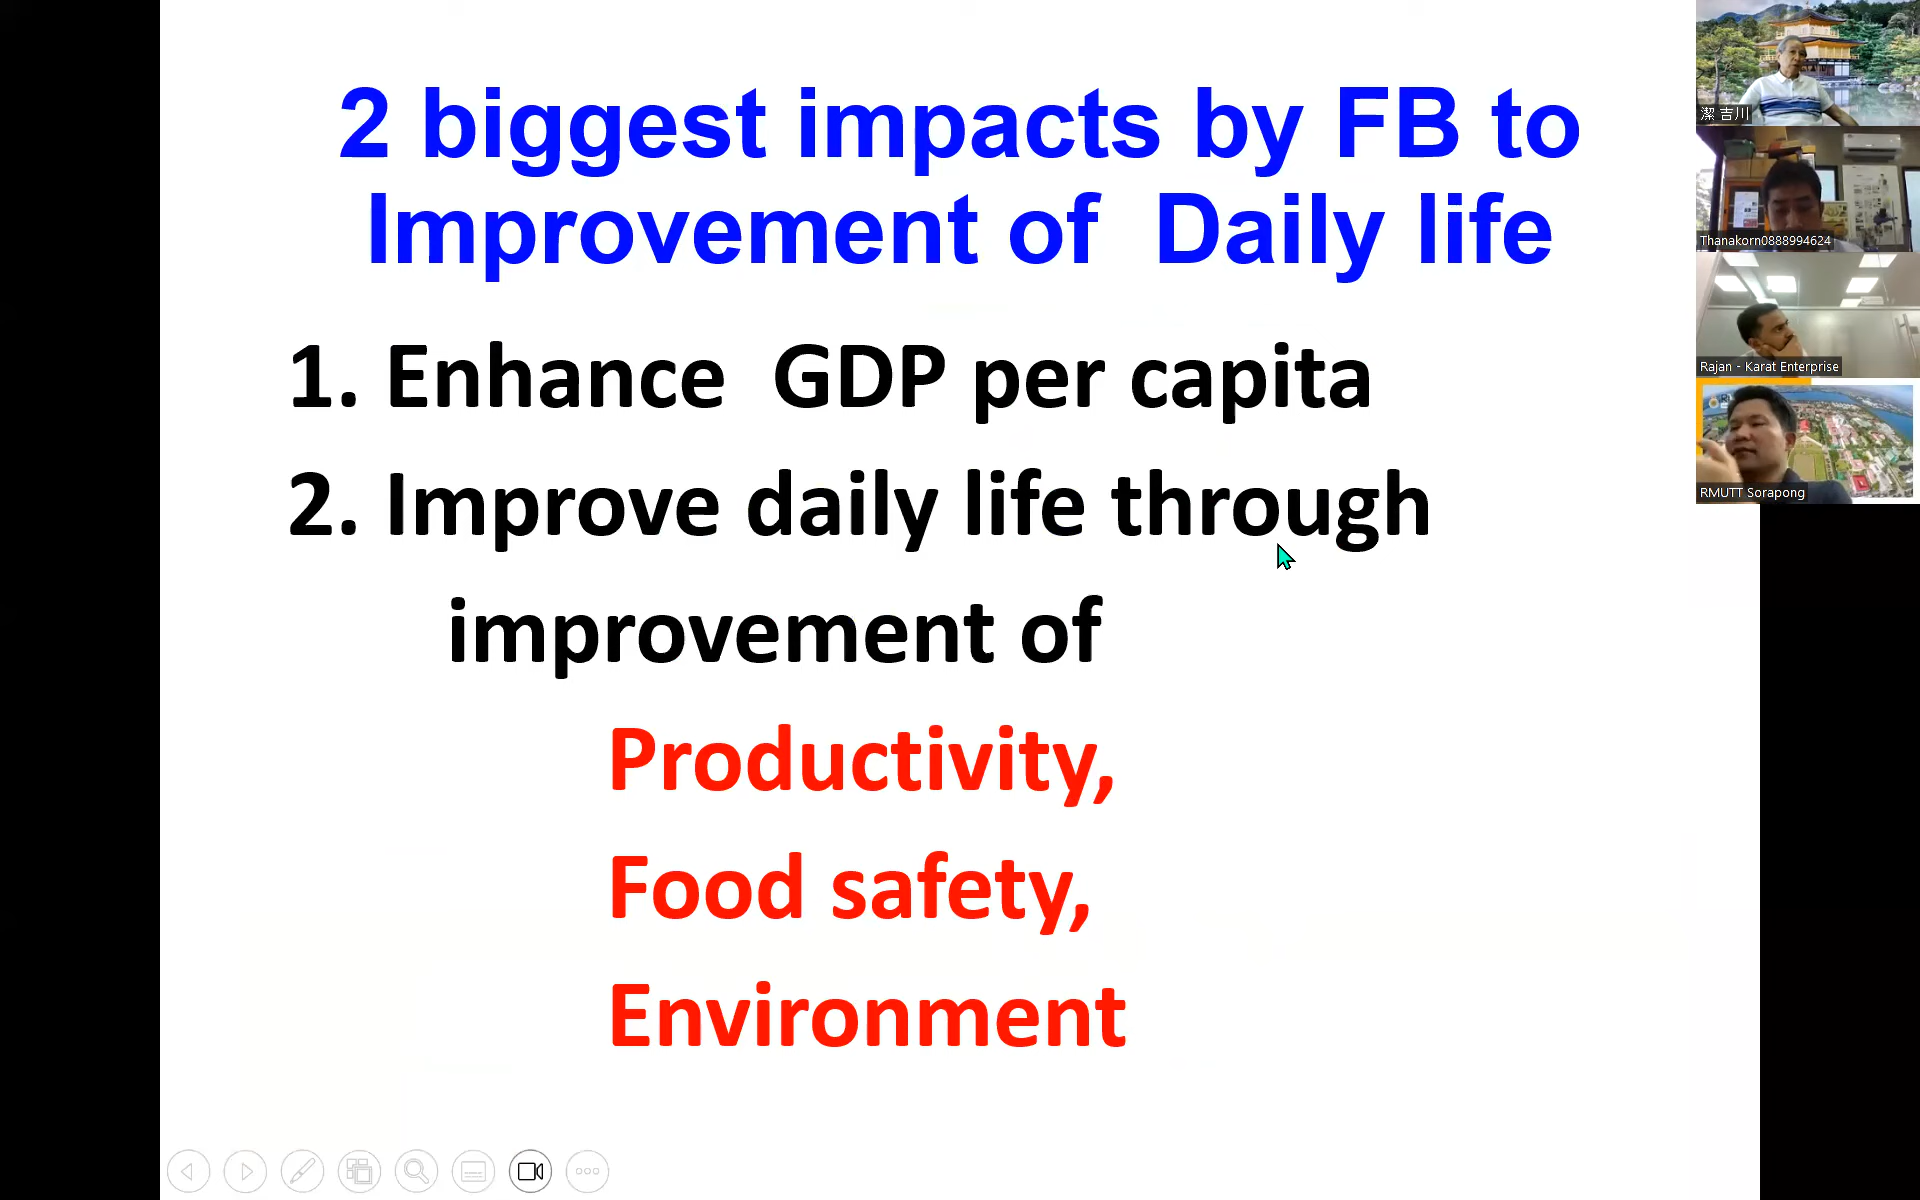 2 biggest impacts by FB to
Improvement of Daily life
1. Enhance GDP per capita
2. Improve daily life through
improvement of
Productivity,
Food safety,
Environment
潔 吉川
Thanakorn0888994624
Rajan - Karat Enterprise
RMUTT Sorapong